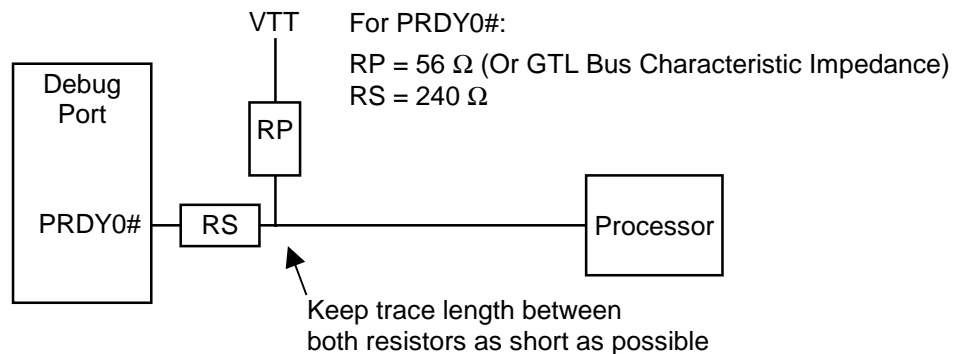 VTT
For PRDY0#:
RP = 56 Ω (Or GTL Bus Characteristic Impedance)
RS = 240 Ω
Debug
Port
RP
PRDY0#
RS
Processor
Keep trace length between
both resistors as short as possible